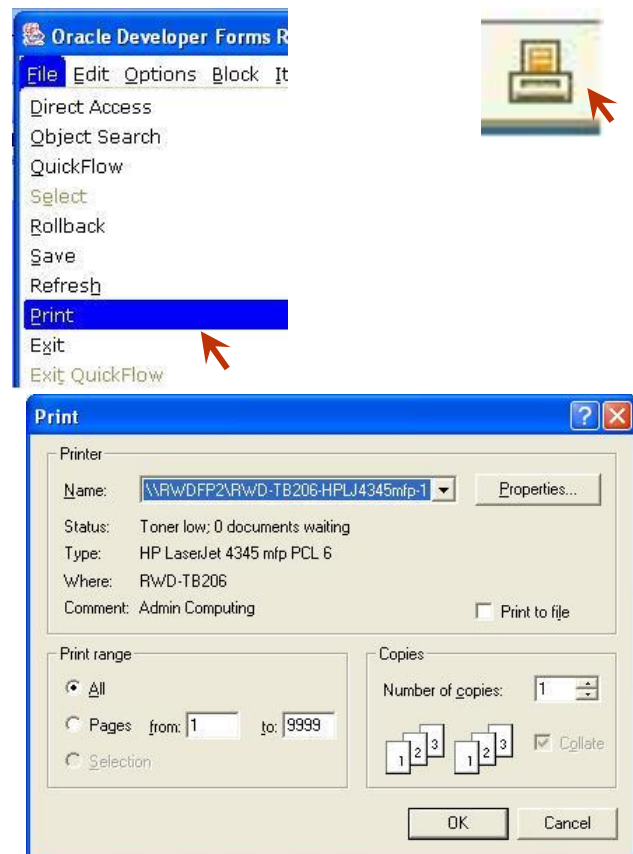 Oracle Developer Forms R
File Edit Options Block It
Direct Access
Object Search
QuickFlow
Select
Rollback
Save
Refresh
Print
Exit
Exit QuickFlow
Print
Printer
Name: \\RWDFP2\RWD-TB206-HPLJ4345mfp-1 Properties...
Status: Toner low; 0 documents waiting
Type: HP LaserJet 4345 mfp PCL 6
Where: RWD-TB206
Comment: Admin Computing Print to file
Print range Copies
All Number of copies: 1
Pages from: 1 to: 9999
1 2 3 1 2 3 Collate
Selection
OK Cancel